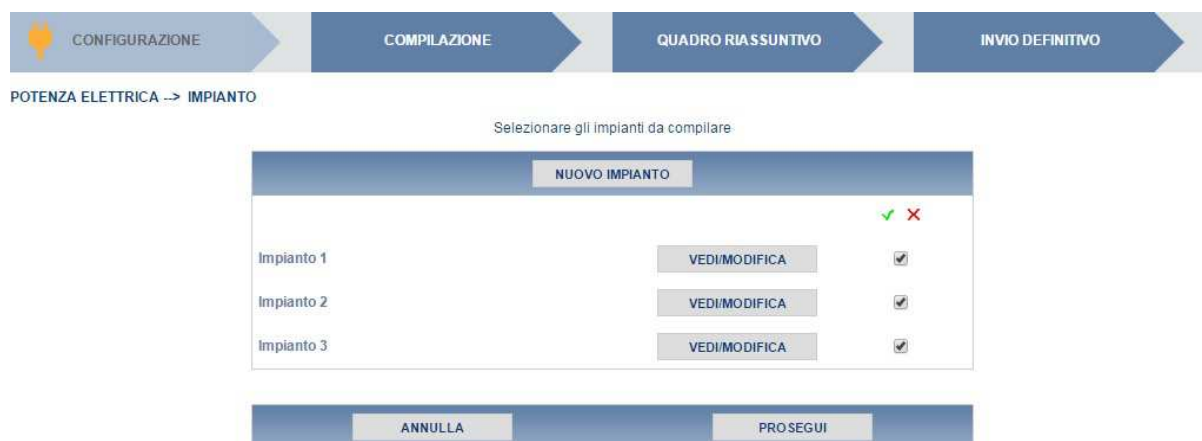 CONFIGURAZIONE COMPILAZIONE QUADRO RIASSUNTIVO INVIO DEFINITIVO
POTENZA ELETTRICA --> IMPIANTO
Selezionare gli impianti da compilare
NUOVO IMPIANTO
Impianto 1 VEDI/MODIFICA
Impianto 2 VEDI/MODIFICA
Impianto 3 VEDI/MODIFICA
ANNULLA PROSEGUI